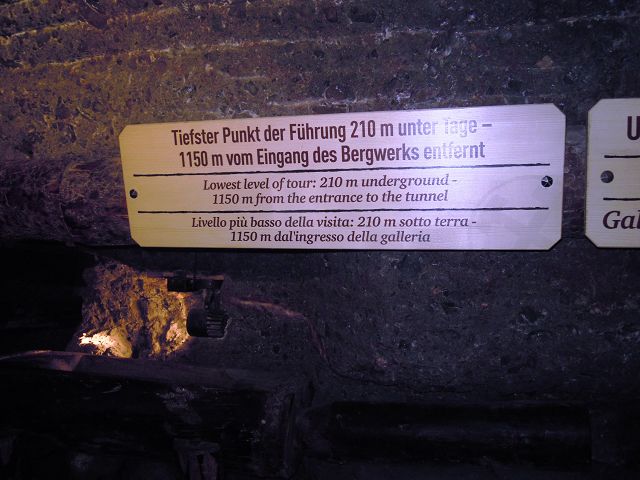 Tiefster Punkt der Führung 210 m unter Tage –
1150 m vom Eingang des Bergwerks entfernt
Lowest level of tour: 210 m underground -
1150 m from the entrance to the tunnel
Livello più basso della visita: 210 m sotto terra -
1150 m dal'ingresso della galleria